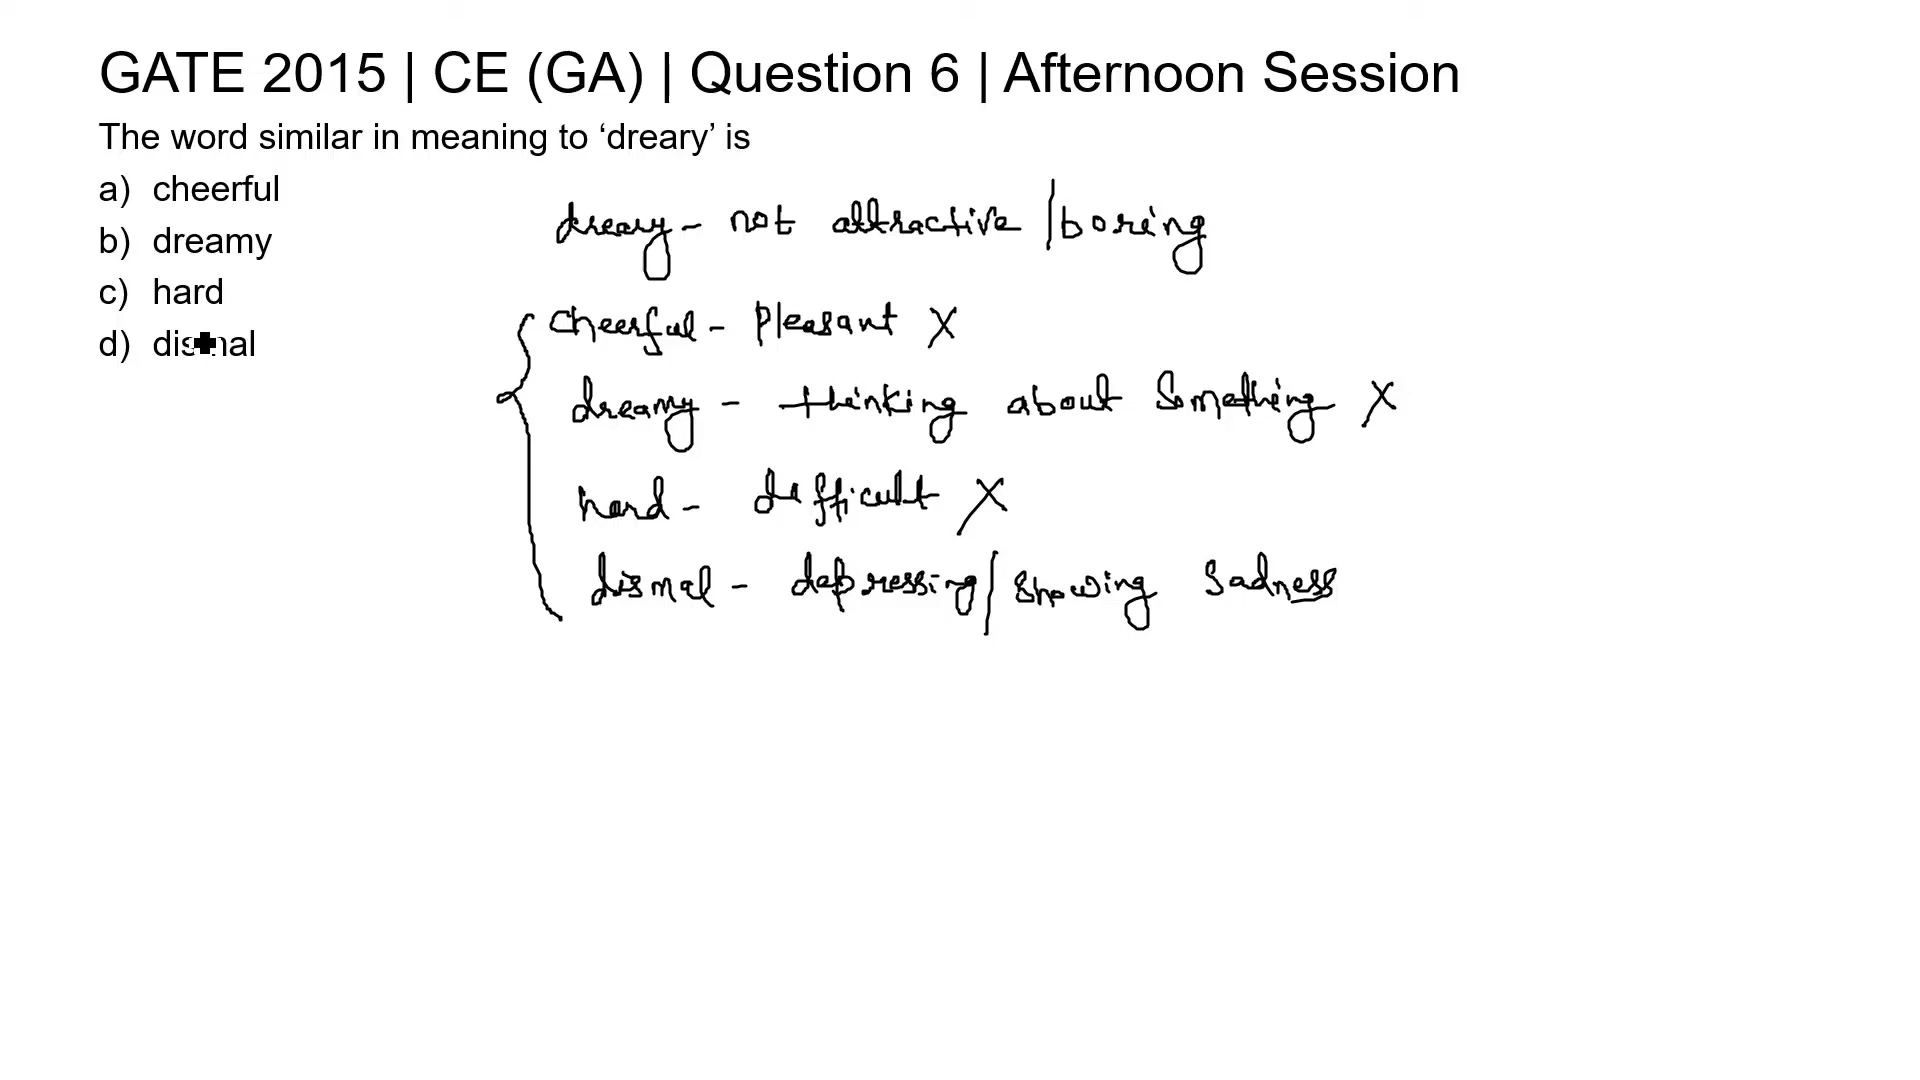 GATE 2015 | CE (GA) | Question 6 | Afternoon Session
The word similar in meaning to ‘dreary’ is
a) cheerful
b) dreamy
c) hard
d) dismal
dreary - not attractive / boring
cheerful - pleasant X
dreamy - thinking about something X
hard - difficult X
dismal - depressing / showing sadness